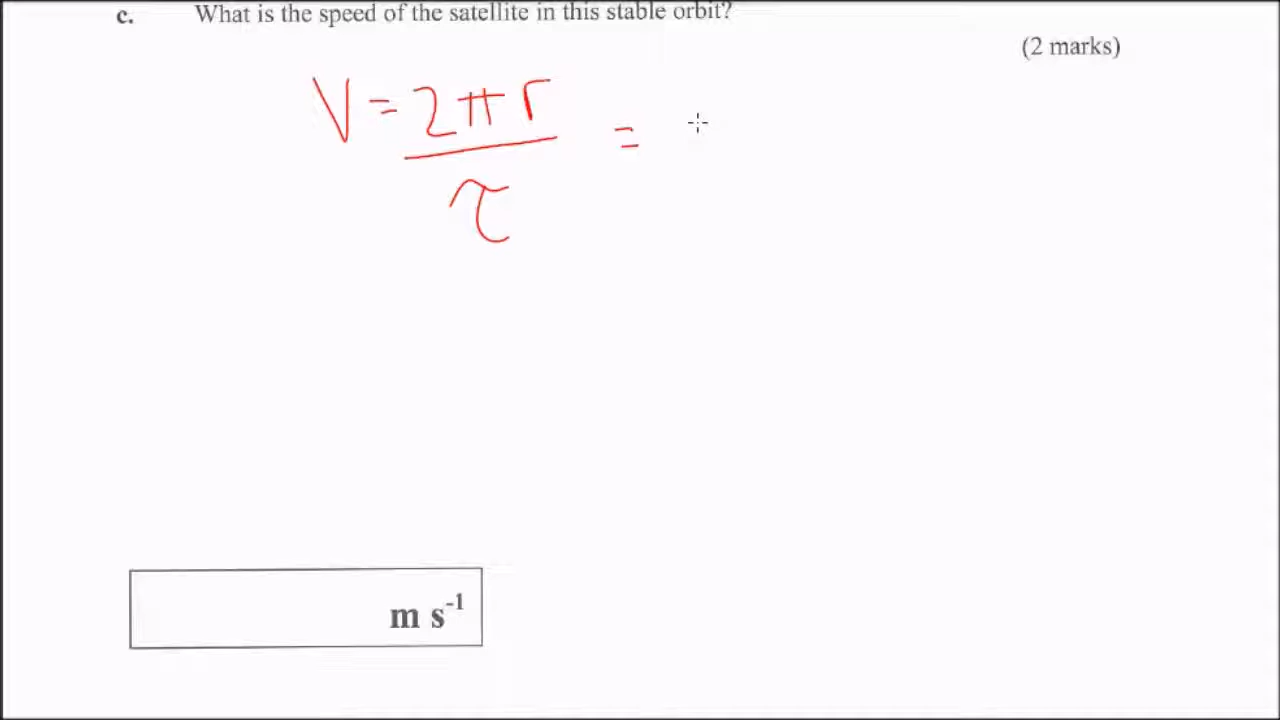 c. What is the speed of the satellite in this stable orbit?
(2 marks)
V = 2πr =
τ
m s⁻¹